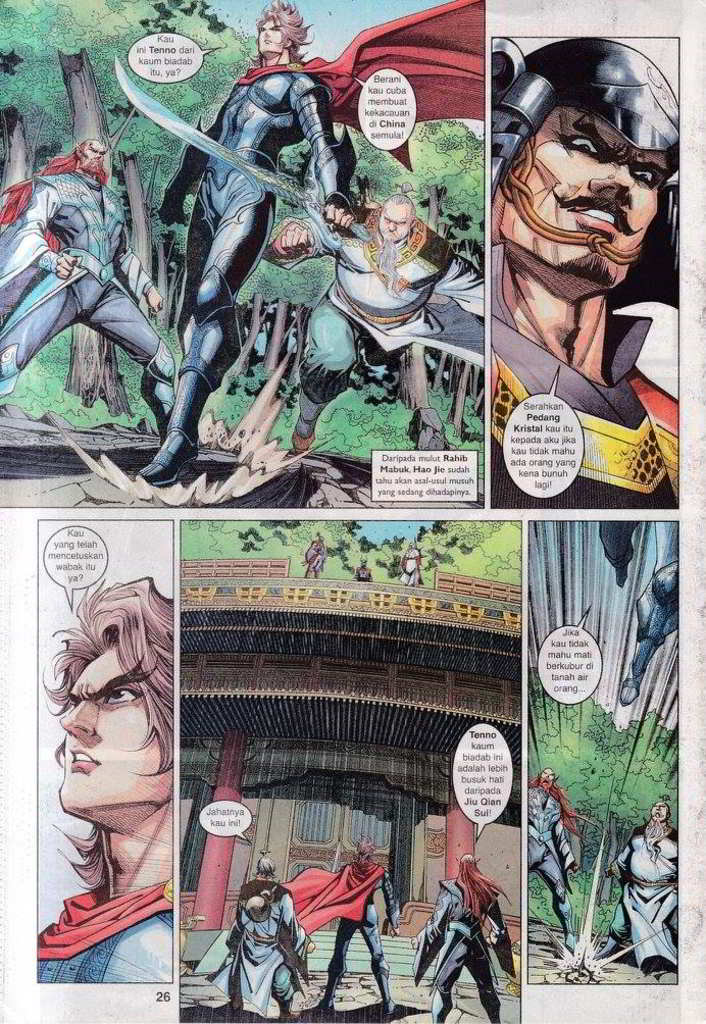 Kau
ini Tenno dari
kaum biadab
itu, ya?
Berani
kau cuba
membuat
kekacauan
di China
semula!
Daripada mulut Rahib
Mabuk, Hao Jie sudah
tahu akan asal-usul musuh
yang sedang dihadapinya.
Serahkan
Pedang
Kristal kau itu
kepada aku jika
kau tidak mahu
ada orang yang
kena bunuh
lagi!
Kau
yang telah
mencetuskan
wabak itu
ya?
Jahatnya
kau ini!
Tenno
kaum
biadab ini
adalah lebih
busuk hati
daripada
Jiu Qian
Sui!
Jika
kau tidak
mahu mati
berkubur di
tanah air
orang...
26